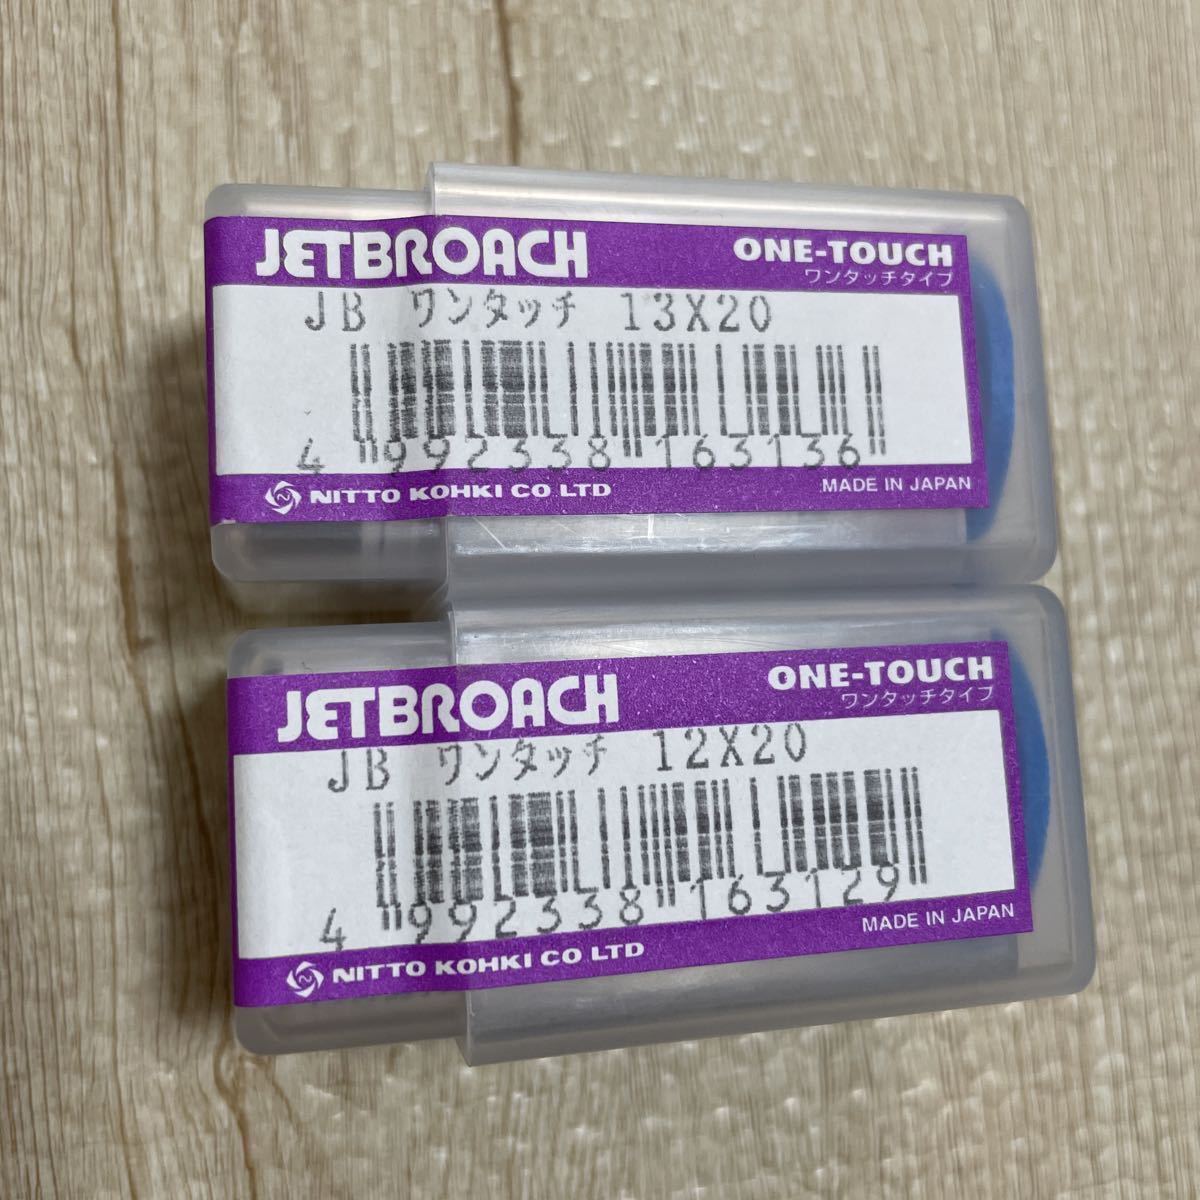 JETBROACH ONE-TOUCH
ワンタッチタイプ
JB ワンタッチ 13X20
4 "992338"163136"
NITTO KOHKI CO LTD MADE IN JAPAN
JETBROACH ONE-TOUCH
ワンタッチタイプ
JB ワンタッチ 12X20
4 "992338"163129"
NITTO KOHKI CO LTD MADE IN JAPAN